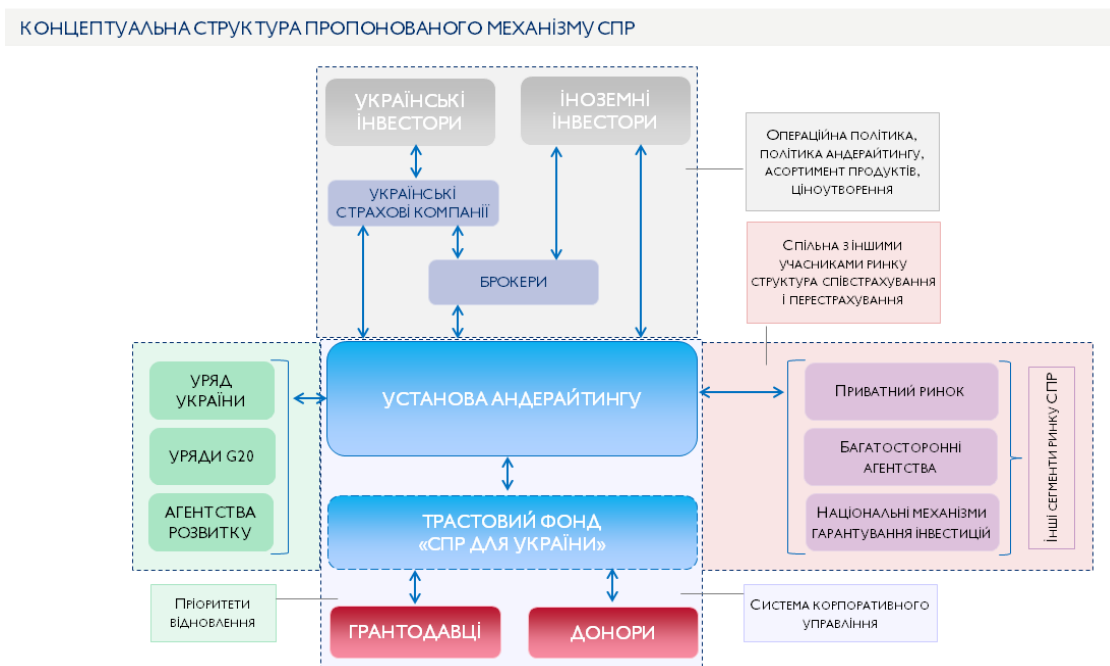 КОНЦЕПТУАЛЬНА СТРУКТУРА ПРОПОНОВАНОГО МЕХАНІЗМУ СПР
УКРАЇНСЬКІ
ІНВЕСТОРИ
ІНОЗЕМНІ
ІНВЕСТОРИ
ОПЕРАЦІЙНА ПОЛІТИКА,
ПОЛІТИКА АНДЕРАЙТИНГУ,
АСОРТИМЕНТ ПРОДУКТІВ,
ЦІНОУТВОРЕННЯ
УКРАЇНСЬКІ
СТРАХОВІ КОМПАНІЇ
БРОКЕРИ
СПІЛЬНА З ІНШИМИ
УЧАСНИКАМИ РИНКУ
СТРУКТУРА СПІВСТРАХУВАННЯ
І ПЕРЕСТРАХУВАННЯ
УРЯД
УКРАЇНИ
УРЯДИ G20
АГЕНТСТВА
РОЗВИТКУ
УСТАНОВА АНДЕРАЙТИНГУ
ТРАСТОВИЙ ФОНД
«СПР ДЛЯ УКРАЇНИ»
ПРИВАТНИЙ РИНОК
БАГАТОСТОРОННІ
АГЕНТСТВА
НАЦІОНАЛЬНІ МЕХАНІЗМИ
ГАРАНТУВАННЯ ІНВЕСТИЦІЙ
ІНШІ СЕГМЕНТИ РИНКУ СПР
ПРІОРИТЕТИ
ВІДНОВЛЕННЯ
ГРАНТОДАВЦІ
ДОНОРИ
СИСТЕМА КОРПОРАТИВНОГО
УПРАВЛІННЯ